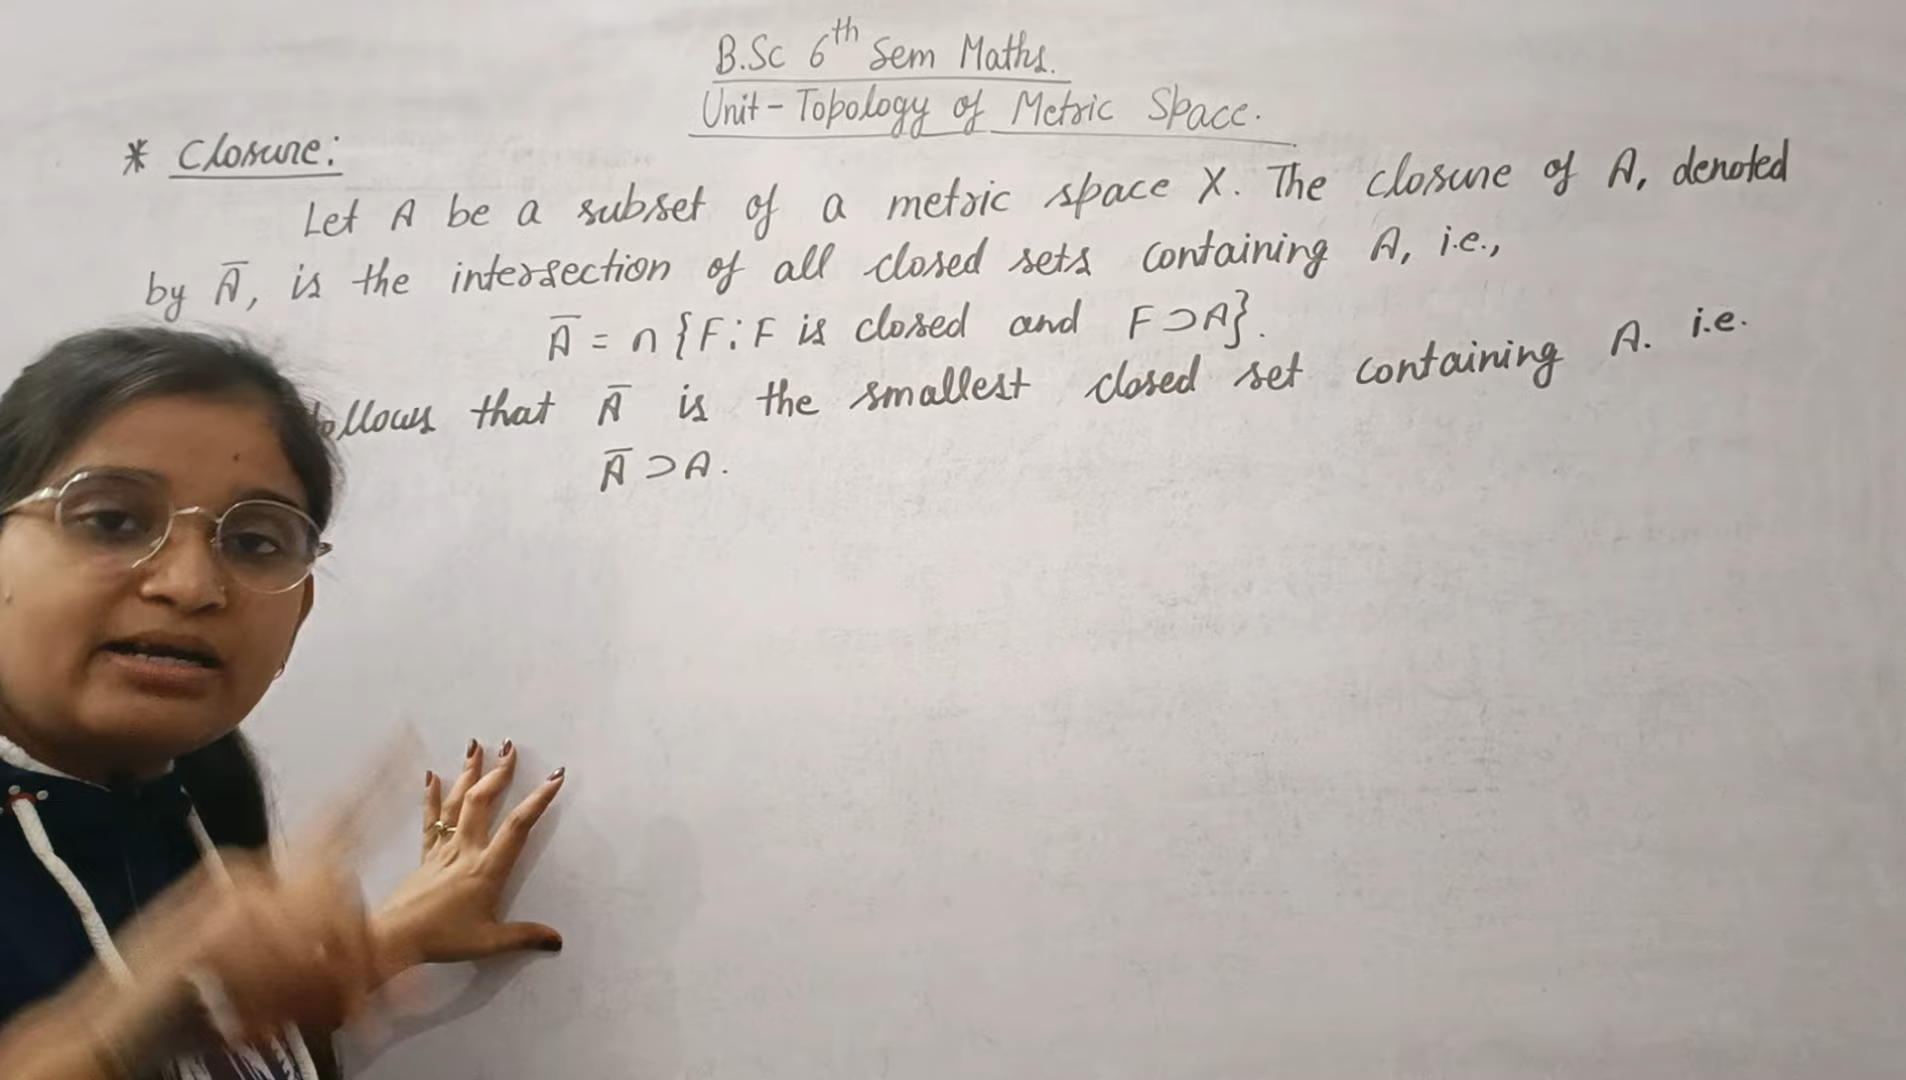 B.Sc 6th Sem Maths.
Unit - Topology of Metric Space.
* Closure:
Let A be a subset of a metric space X. The closure of A, denoted
by A̅, is the intersection of all closed sets containing A, i.e.,
A̅ = ∩ {F : F is closed and F ⊃ A}.
that A̅ is the smallest closed set containing A. i.e.
A̅ ⊃ A.